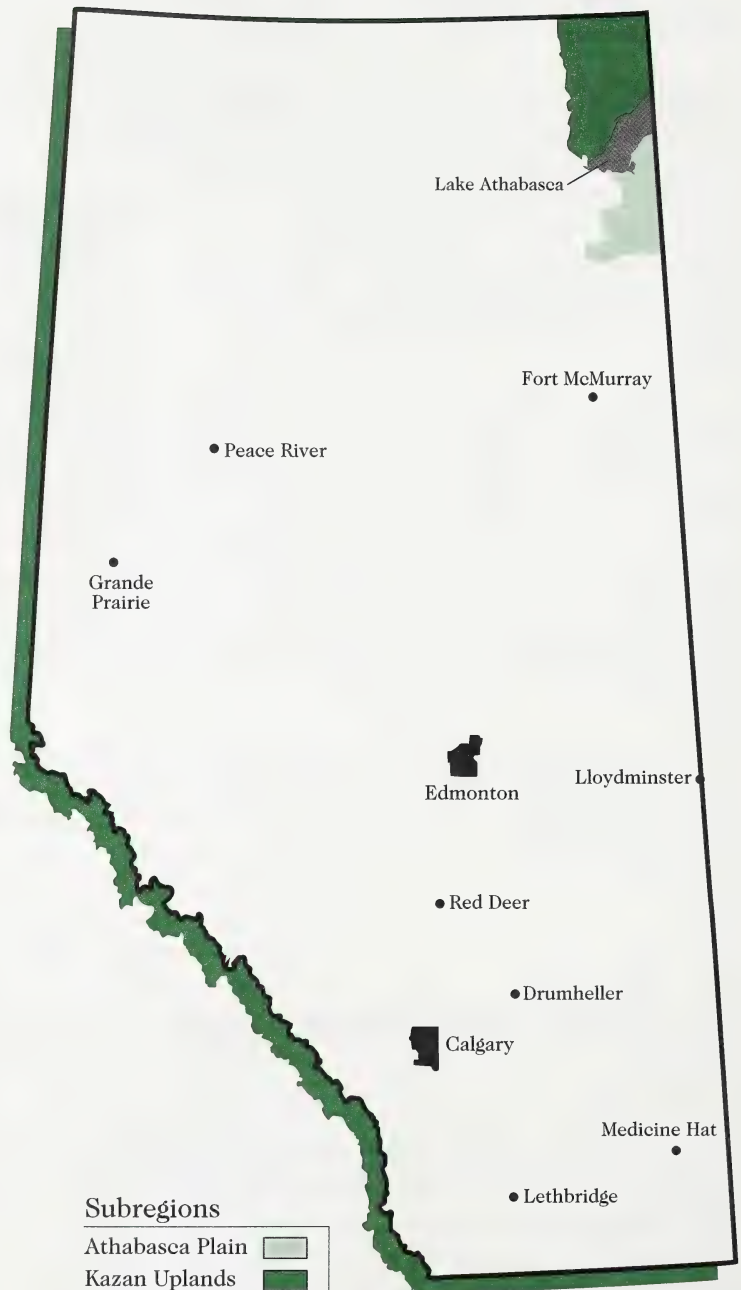 Lake Athabasca
Fort McMurray
Peace River
Grande
Prairie
Edmonton
Lloydminster
Red Deer
Drumheller
Calgary
Medicine Hat
Lethbridge
Subregions
Athabasca Plain
Kazan Uplands